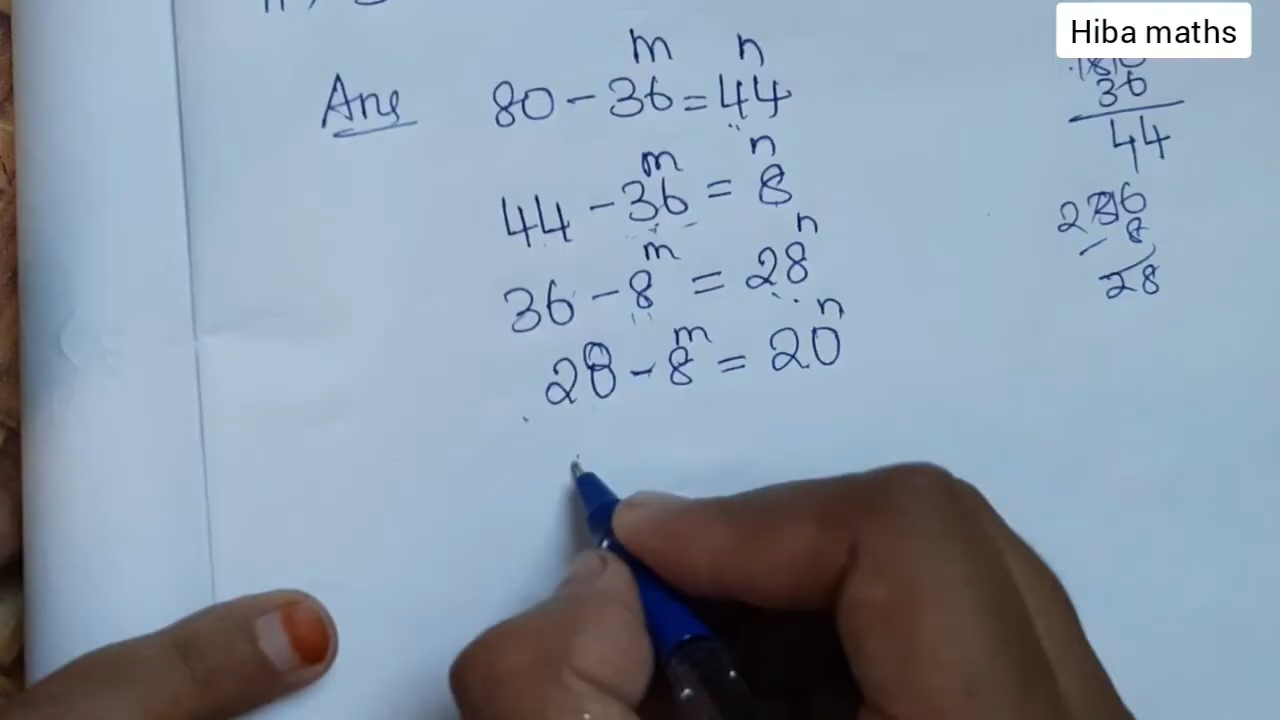 Hiba maths
m n
Ans 80 - 36 = 44
m n
44 - 36 = 8
m n
36 - 8 = 28
m n
28 - 8 = 20
36
44
8
28